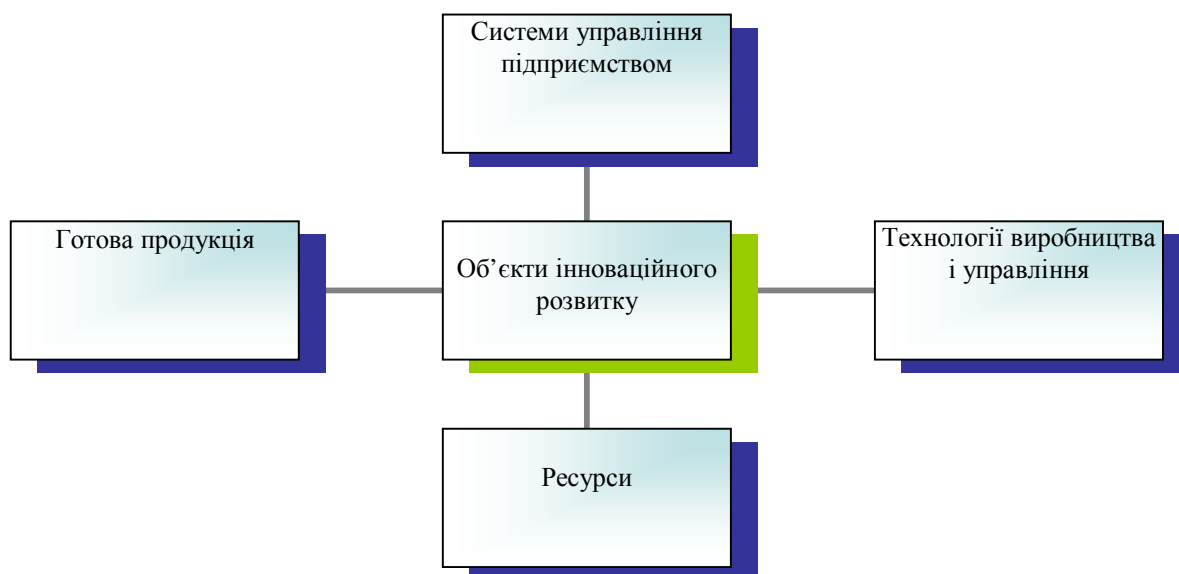 Системи управління
підприємством
Готова продукція
Об’єкти інноваційного
розвитку
Технології виробництва
і управління
Ресурси